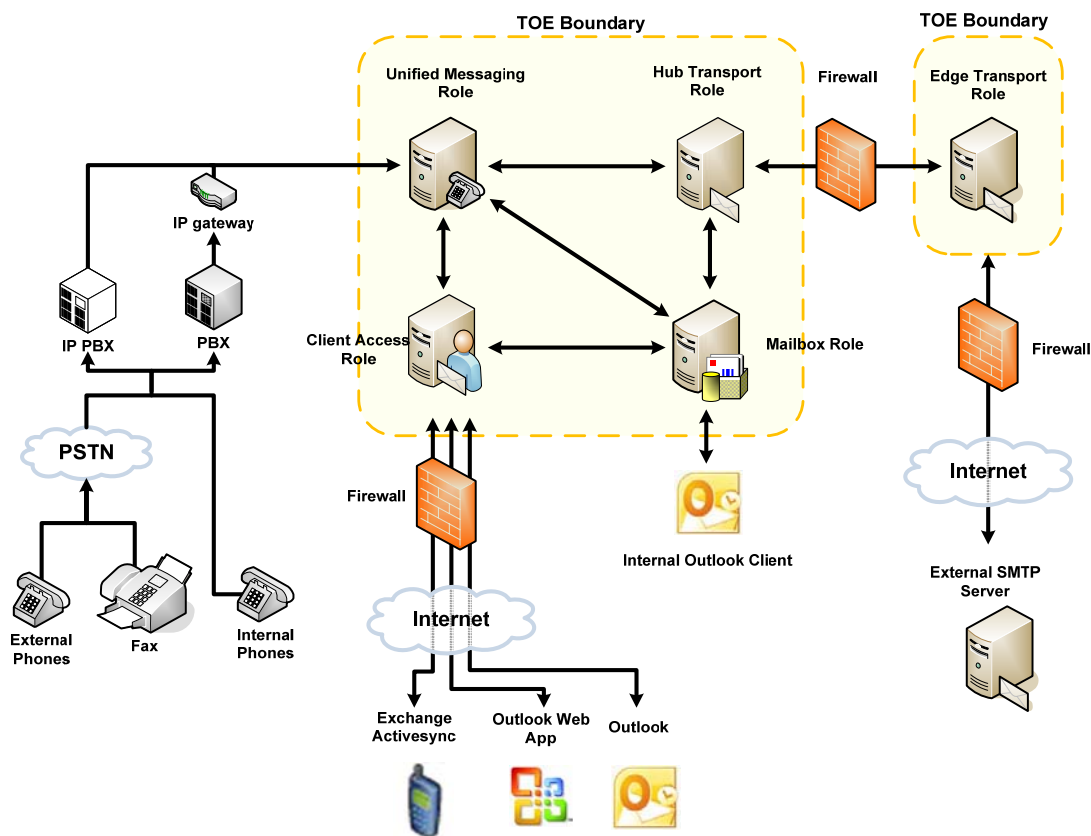 TOE Boundary
TOE Boundary
Unified Messaging
Role
Hub Transport
Role
Firewall
Edge Transport
Role
IP gateway
IP PBX
PBX
Client Access
Role
Mailbox Role
Firewall
PSTN
Firewall
Internet
Internal Outlook Client
External SMTP
Server
Internet
External
Phones
Fax
Internal
Phones
Exchange
Activesync
Outlook Web
App
Outlook